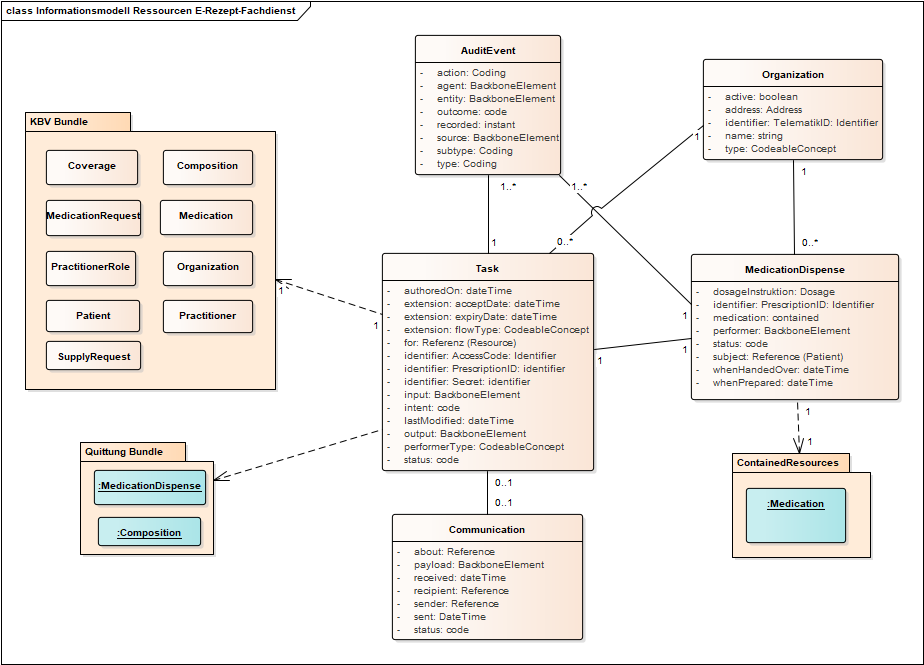 class Informationsmodell Ressourcen E-Rezept-Fachdienst
AuditEvent
- action: Coding
- agent: BackboneElement
- entity: BackboneElement
- outcome: code
- recorded: instant
- source: BackboneElement
- subtype: Coding
- type: Coding
Organization
- active: boolean
- address: Address
- identifier: TelematikID: Identifier
- name: string
- type: CodeableConcept
KBV Bundle
Coverage
Composition
MedicationRequest
Medication
PractitionerRole
Organization
Patient
Practitioner
SupplyRequest
1..*
1..*
1
1
1
0..*
0..*
1
1
Task
- authoredOn: dateTime
- extension: acceptDate: dateTime
- extension: expiryDate: dateTime
- extension: flowType: CodeableConcept
- for: Referenz (Resource)
- identifier: AccessCode: Identifier
- identifier: PrescriptionID: identifier
- identifier: Secret: identifier
- input: BackboneElement
- intent: code
- lastModified: dateTime
- output: BackboneElement
- performerType: CodeableConcept
- status: code
MedicationDispense
- dosageInstruktion: Dosage
- identifier: PrescriptionID: Identifier
- medication: contained
- performer: BackboneElement
- status: code
- subject: Reference (Patient)
- whenHandedOver: dateTime
- whenPrepared: dateTime
1
1
1
1
1
Quittung Bundle
:MedicationDispense
:Composition
ContainedResources
:Medication
0..1
0..1
Communication
- about: Reference
- payload: BackboneElement
- received: dateTime
- recipient: Reference
- sender: Reference
- sent: DateTime
- status: code